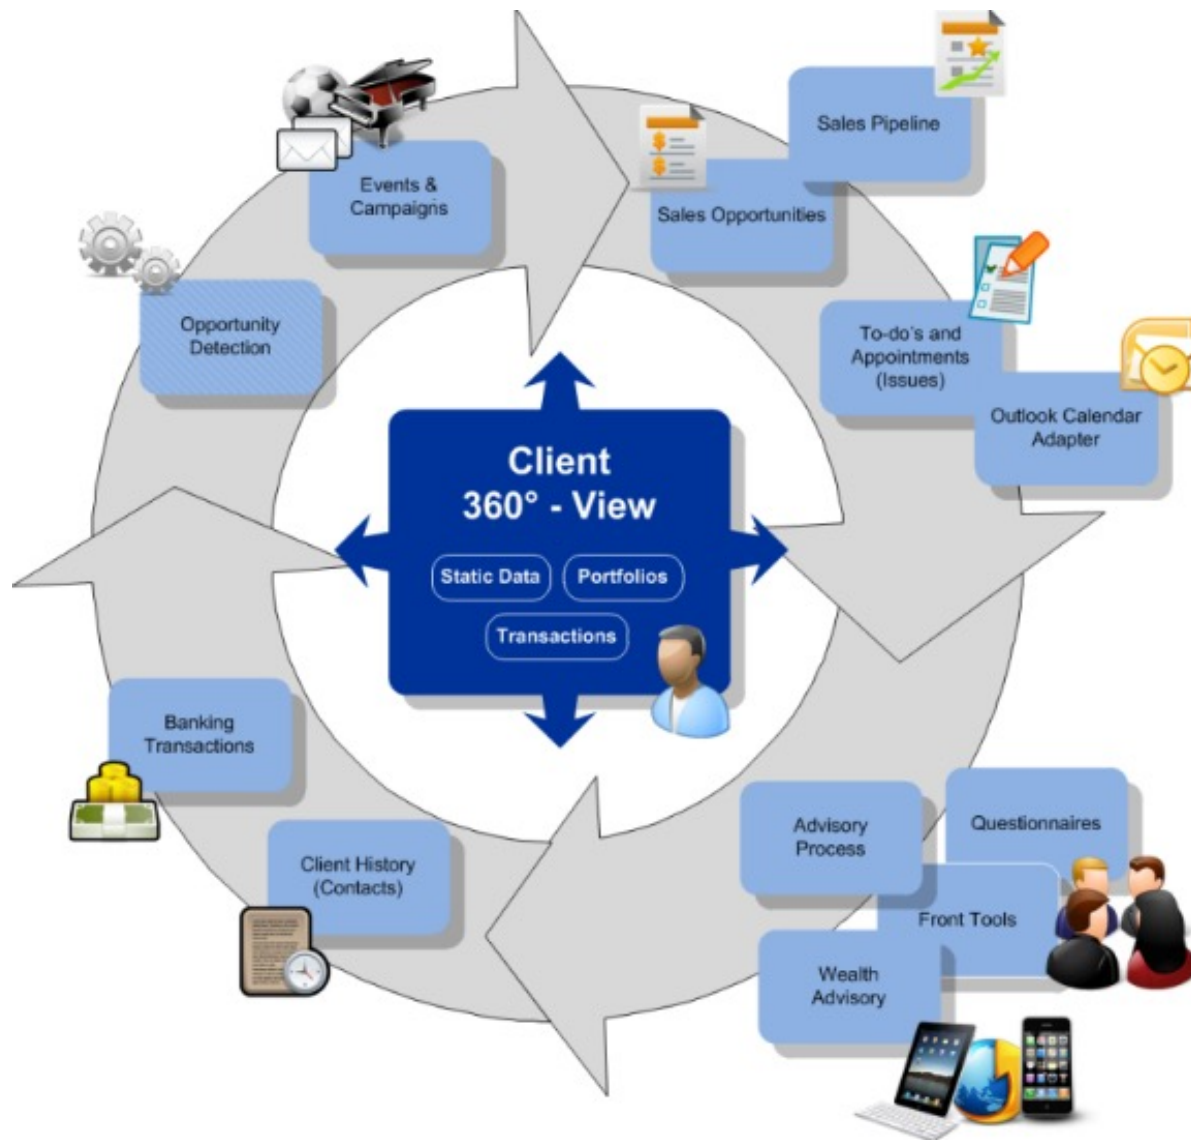 Sales Pipeline
Events &
Campaigns
Sales Opportunities
Opportunity
Detection
To-do's and
Appointments
(Issues)
Outlook Calendar
Adapter
Client
360° - View
Static Data
Portfolios
Transactions
Banking
Transactions
Advisory
Process
Questionnaires
Client History
(Contacts)
Front Tools
Wealth
Advisory